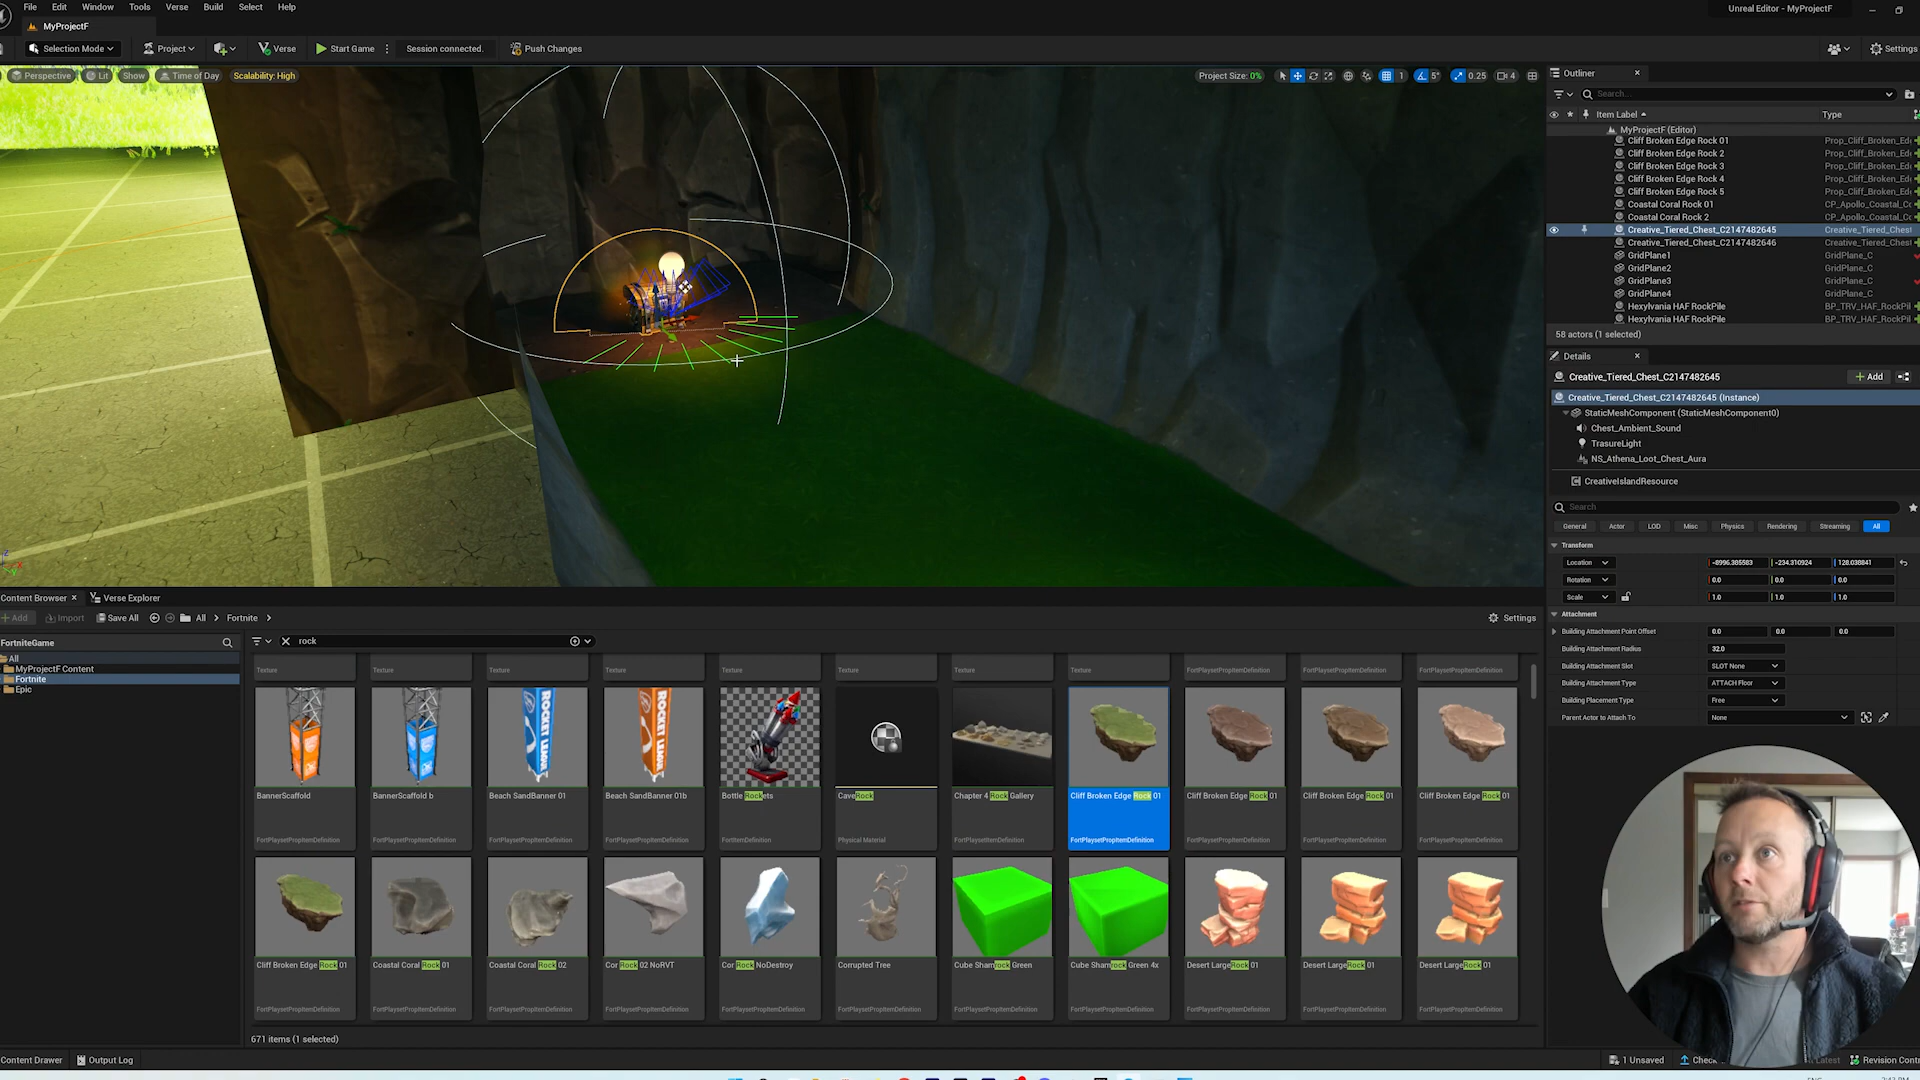 File Edit Window Tools Verse Build Select Help
Unreal Editor - MyProjectF
MyProjectF
Selection Mode
Project
Verse
Start Game
Session connected.
Push Changes
Settings
Perspective
Lit
Show
Time of Day
Scalability: High
Project Size: 0%
1
5°
0.25
4
Outliner
Search...
Item Label
Type
MyProjectF (Editor)
Cliff Broken Edge Rock 01 Prop_Cliff_Broken_Ed
Cliff Broken Edge Rock 2 Prop_Cliff_Broken_Ed
Cliff Broken Edge Rock 3 Prop_Cliff_Broken_Ed
Cliff Broken Edge Rock 4 Prop_Cliff_Broken_Ed
Cliff Broken Edge Rock 5 Prop_Cliff_Broken_Ed
Coastal Coral Rock 01 CP_Apollo_Coastal_Co
Coastal Coral Rock 2 CP_Apollo_Coastal_Co
Creative_Tiered_Chest_C2147482645 Creative_Tiered_Chest
Creative_Tiered_Chest_C2147482646 Creative_Tiered_Chest
GridPlane1 GridPlane_C
GridPlane2 GridPlane_C
GridPlane3 GridPlane_C
GridPlane4 GridPlane_C
Hexylvania HAF RockPile BP_TRV_HAF_RockPil
Hexylvania HAF RockPile BP_TRV_HAF_RockPil
58 actors (1 selected)
Details
Creative_Tiered_Chest_C2147482645
Add
Creative_Tiered_Chest_C2147482645 (Instance)
StaticMeshComponent (StaticMeshComponent0)
Chest_Ambient_Sound
TrasureLight
NS_Athena_Loot_Chest_Aura
CreativeIslandResource
Search
General Actor LOD Misc Physics Rendering Streaming All
Transform
Location -8996.385583 -234.310924 128.038841
Rotation 0.0 0.0 0.0
Scale 1.0 1.0 1.0
Attachment
Building Attachment Point Offset 0.0 0.0 0.0
Building Attachment Radius 32.0
Building Attachment Slot SLOT None
Building Attachment Type ATTACH Floor
Building Placement Type Free
Parent Actor to Attach To None
Content Browser
Verse Explorer
Add
Import
Save All
All
Fortnite
Settings
FortniteGame
All
MyProjectF Content
Fortnite
Epic
rock
Texture Texture Texture Texture Texture Texture Texture Texture FortPlaysetPropItemDefinition FortPlaysetPropItemDefinition FortPlaysetPropItemDefinition
ROCKET LEAGUE
BannerScaffold BannerScaffold b Beach SandBanner 01 Beach SandBanner 01b Bottle Rockets CaveRock Chapter 4 Rock Gallery Cliff Broken Edge Rock 01 Cliff Broken Edge Rock 01 Cliff Broken Edge Rock 01 Cliff Broken Edge Rock 01
FortPlaysetPropItemDefinition FortPlaysetPropItemDefinition FortPlaysetPropItemDefinition FortPlaysetPropItemDefinition FortItemDefinition Physical Material FortPlaysetItemDefinition FortPlaysetPropItemDefinition FortPlaysetPropItemDefinition FortPlaysetPropItemDefinition FortPlaysetPropItemDefinition
Cliff Broken Edge Rock 01 Coastal Coral Rock 01 Coastal Coral Rock 02 Cor Rock 02 NoRVT Cor Rock NoDestroy Corrupted Tree Cube Shamrock Green Cube Shamrock Green 4x Desert LargeRock 01 Desert LargeRock 01 Desert LargeRock 01
FortPlaysetPropItemDefinition FortPlaysetPropItemDefinition FortPlaysetPropItemDefinition FortPlaysetPropItemDefinition FortPlaysetPropItemDefinition FortPlaysetPropItemDefinition FortPlaysetPropItemDefinition FortPlaysetPropItemDefinition FortPlaysetPropItemDefinition FortPlaysetPropItemDefinition FortPlaysetPropItemDefinition
671 items (1 selected)
Content Drawer
Output Log
1 Unsaved
Check
Latest
Revision Contr